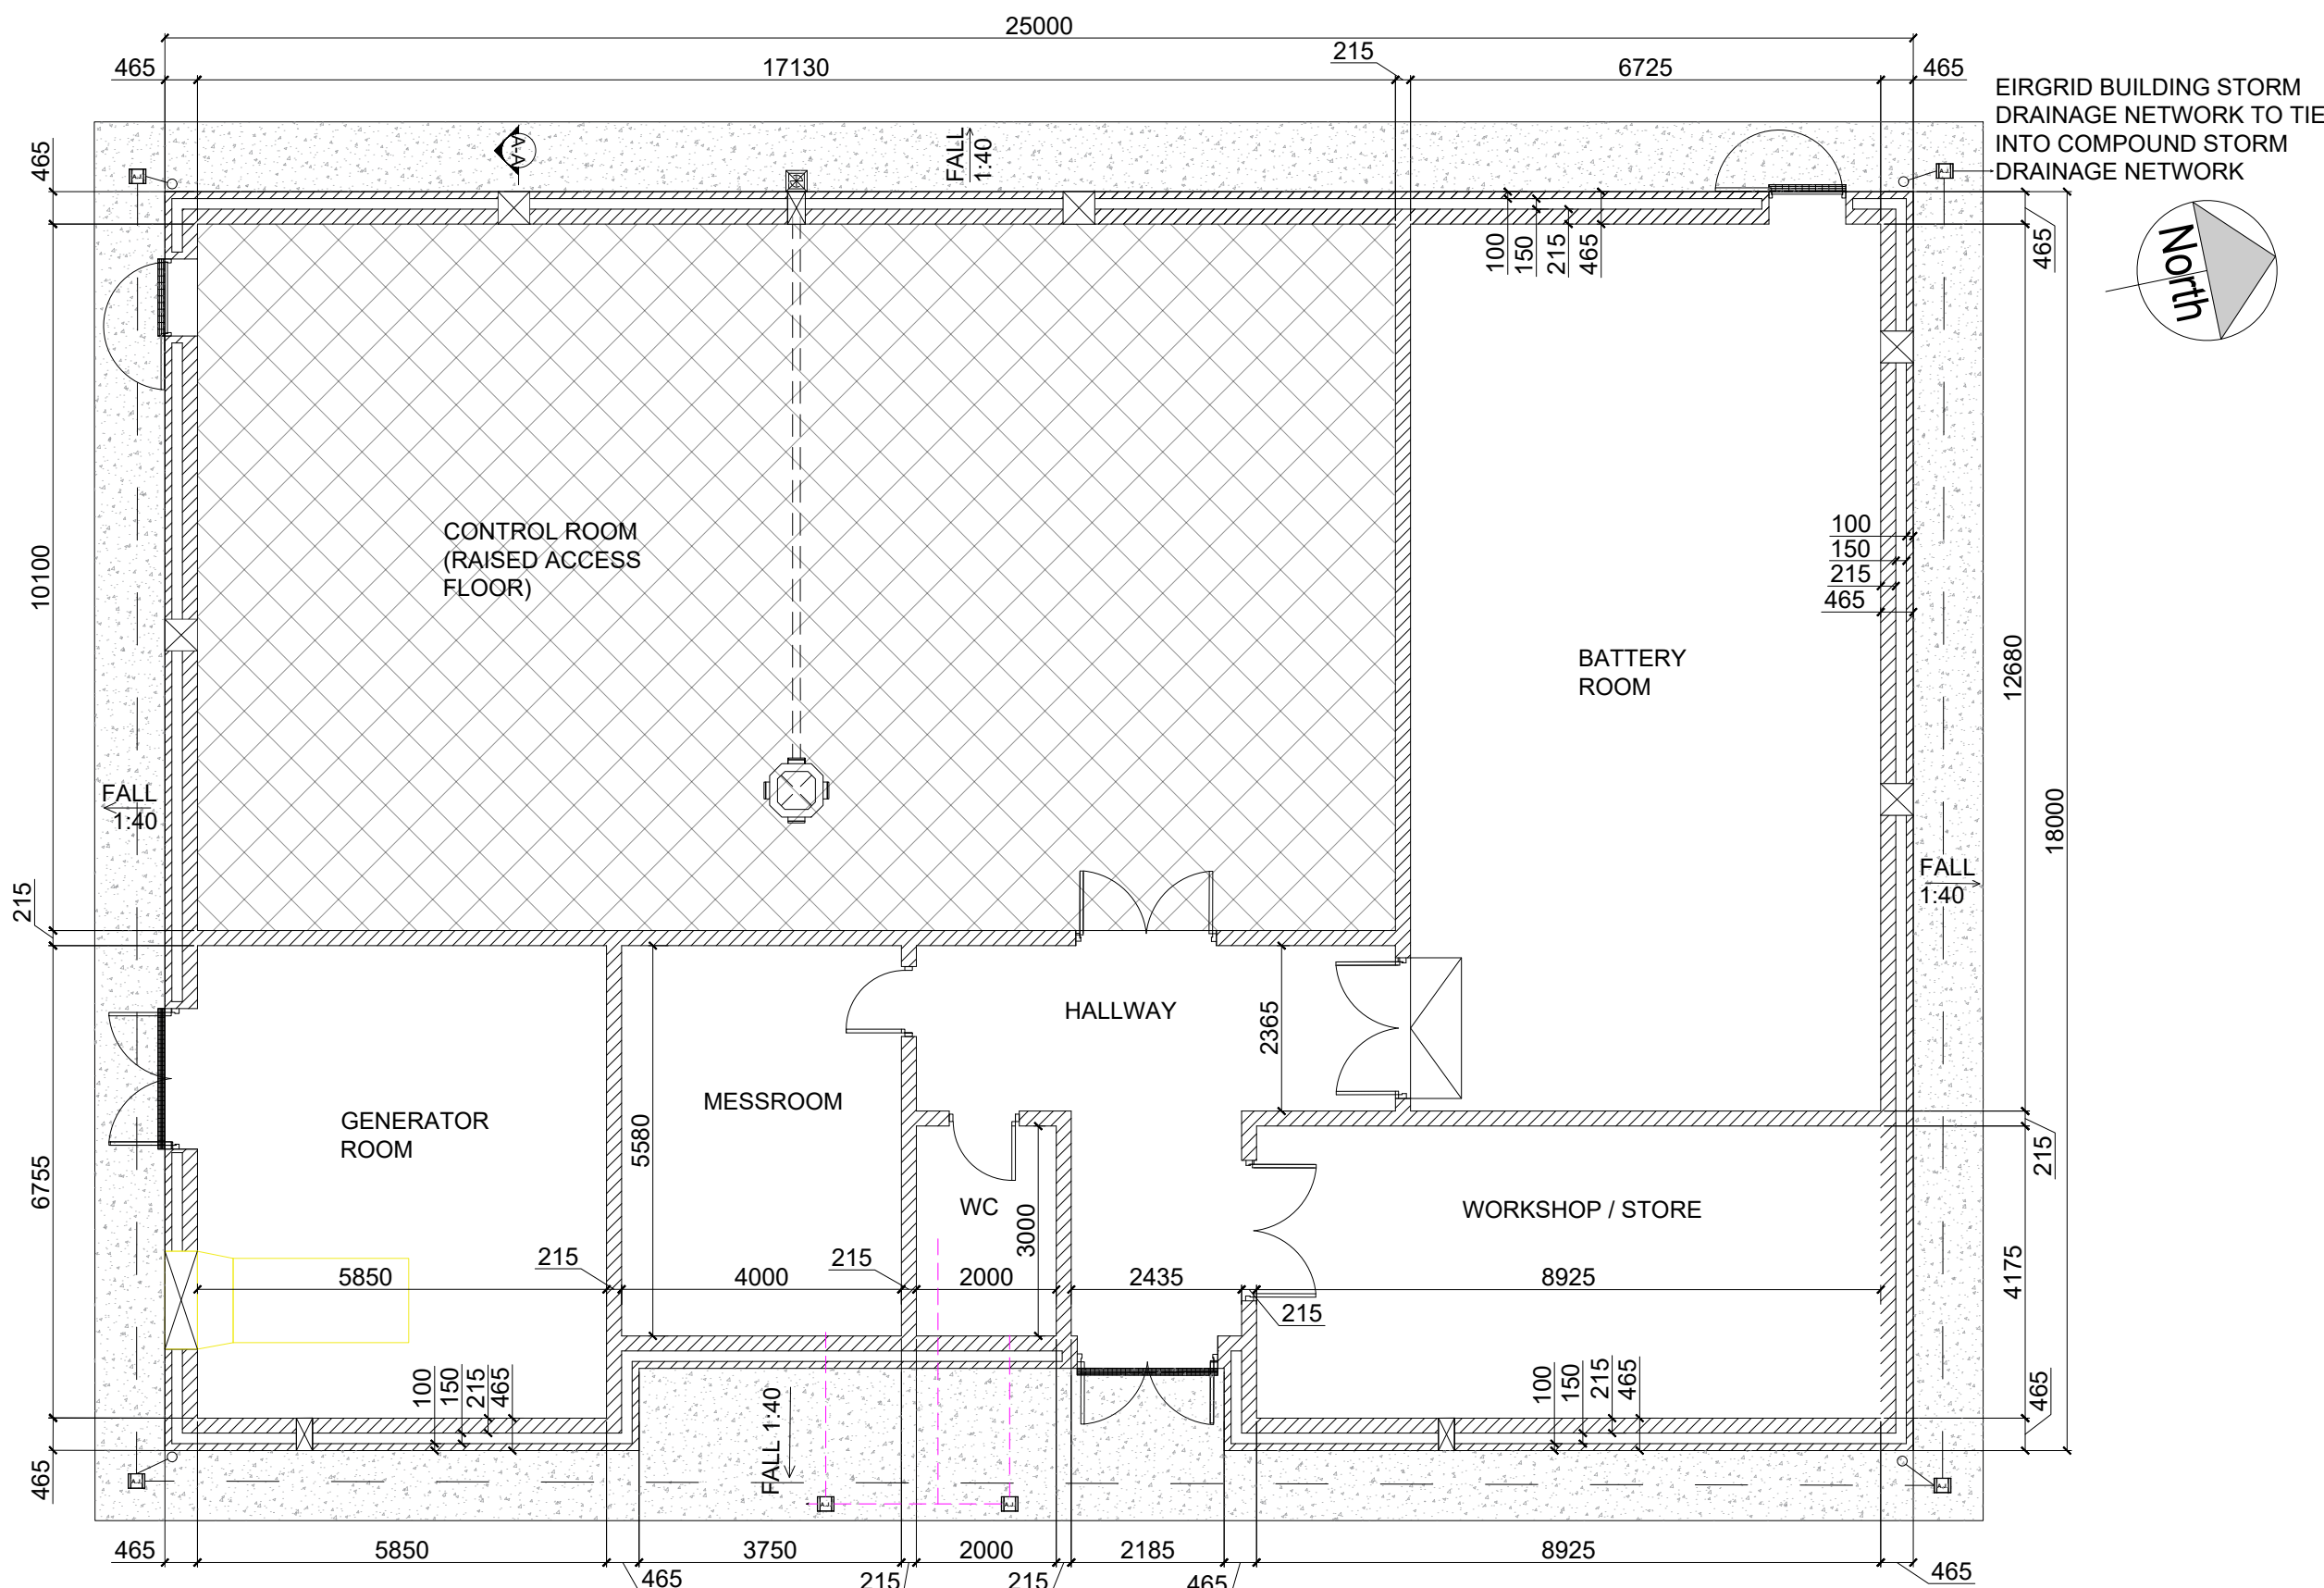 25000
465
17130
215
6725
465
EIRGRID BUILDING STORM
DRAINAGE NETWORK TO TIE
INTO COMPOUND STORM
DRAINAGE NETWORK
465
A-A
FALL
1:40
A.J.
A.J.
North
100
150
215
465
465
10100
CONTROL ROOM
(RAISED ACCESS
FLOOR)
BATTERY
ROOM
100
150
215
465
12680
18000
FALL
1:40
FALL
1:40
215
HALLWAY
2365
MESSROOM
GENERATOR
ROOM
5580
6755
WC
3000
WORKSHOP / STORE
215
4175
5850
215
4000
215
2000
2435
215
8925
100
150
215
465
FALL 1:40
100
150
215
465
465
465
A.J.
A.J.
A.J.
A.J.
465
5850
465
3750
215
2000
215
2185
465
8925
465